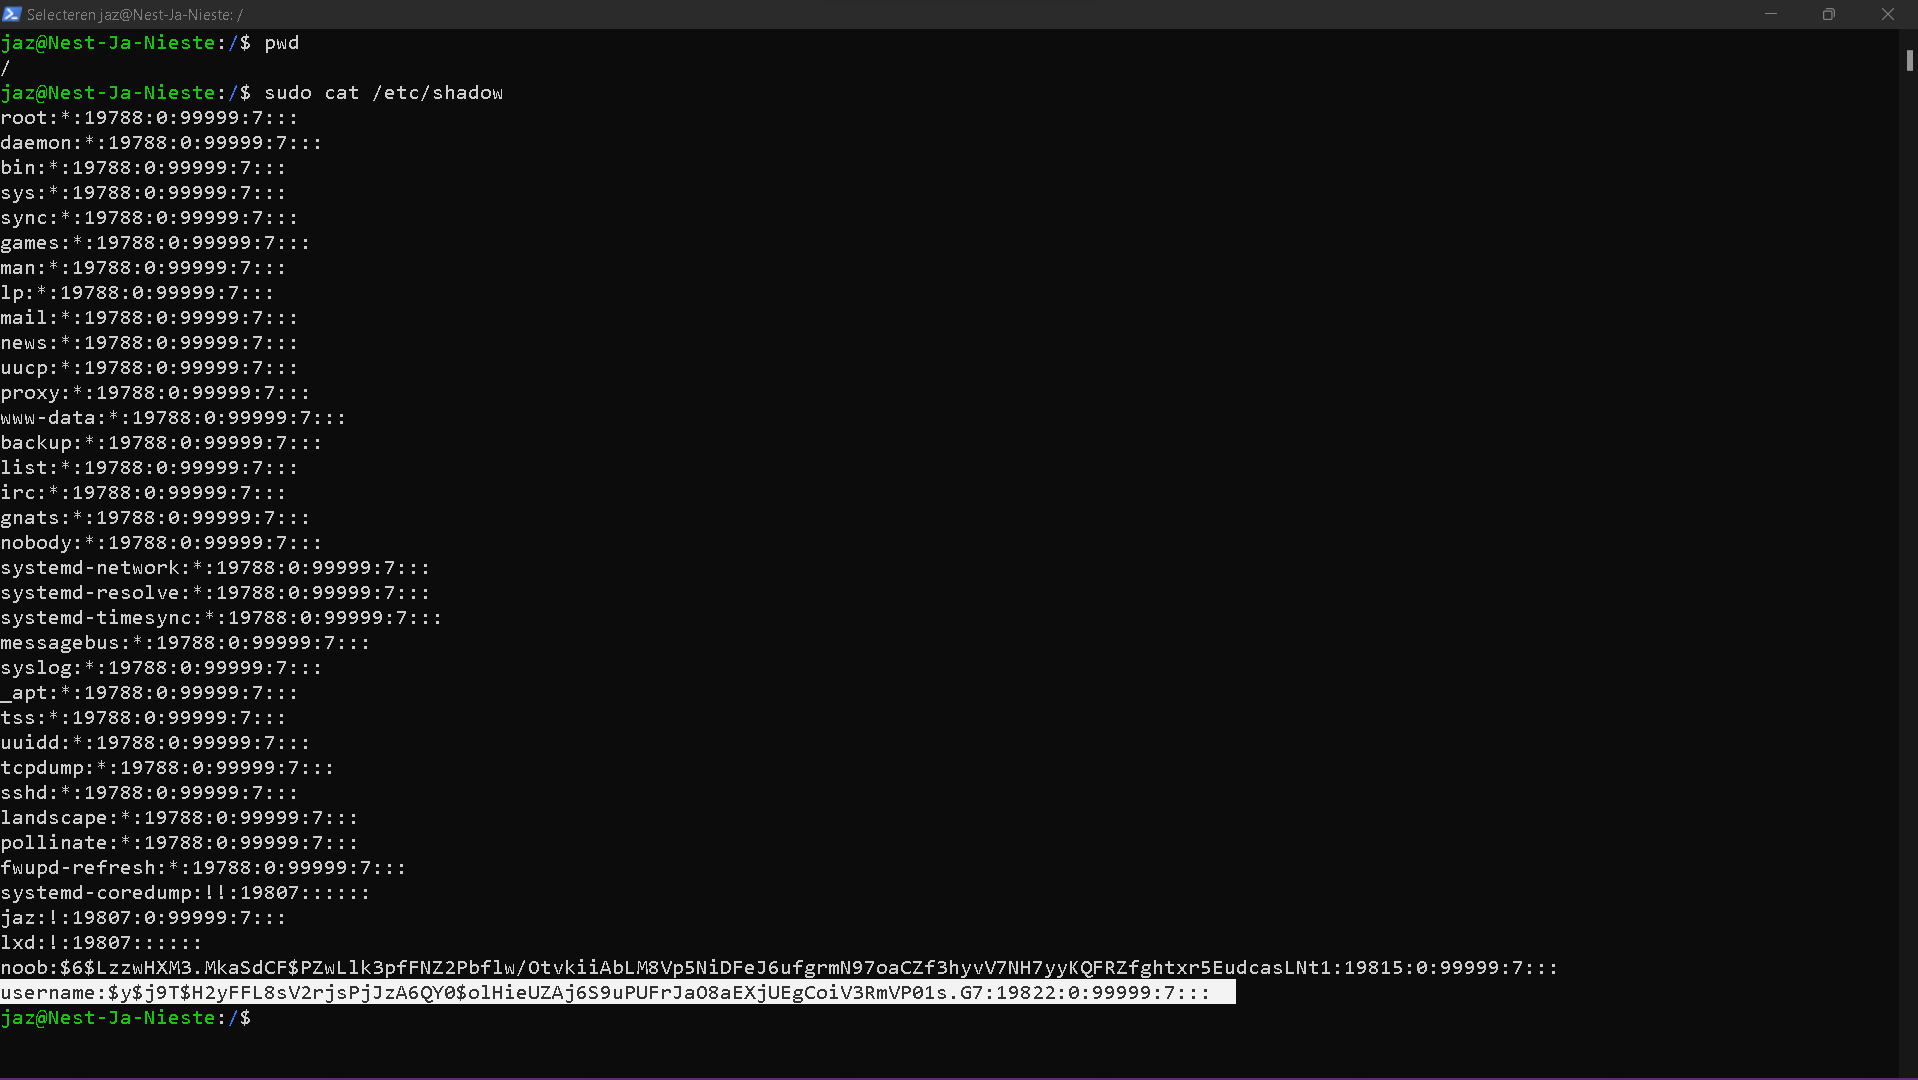 Selecteren jaz@Nest-Ja-Nieste: /
jaz@Nest-Ja-Nieste:/$ pwd
/
jaz@Nest-Ja-Nieste:/$ sudo cat /etc/shadow
root:*:19788:0:99999:7:::
daemon:*:19788:0:99999:7:::
bin:*:19788:0:99999:7:::
sys:*:19788:0:99999:7:::
sync:*:19788:0:99999:7:::
games:*:19788:0:99999:7:::
man:*:19788:0:99999:7:::
lp:*:19788:0:99999:7:::
mail:*:19788:0:99999:7:::
news:*:19788:0:99999:7:::
uucp:*:19788:0:99999:7:::
proxy:*:19788:0:99999:7:::
www-data:*:19788:0:99999:7:::
backup:*:19788:0:99999:7:::
list:*:19788:0:99999:7:::
irc:*:19788:0:99999:7:::
gnats:*:19788:0:99999:7:::
nobody:*:19788:0:99999:7:::
systemd-network:*:19788:0:99999:7:::
systemd-resolve:*:19788:0:99999:7:::
systemd-timesync:*:19788:0:99999:7:::
messagebus:*:19788:0:99999:7:::
syslog:*:19788:0:99999:7:::
_apt:*:19788:0:99999:7:::
tss:*:19788:0:99999:7:::
uuidd:*:19788:0:99999:7:::
tcpdump:*:19788:0:99999:7:::
sshd:*:19788:0:99999:7:::
landscape:*:19788:0:99999:7:::
pollinate:*:19788:0:99999:7:::
fwupd-refresh:*:19788:0:99999:7:::
systemd-coredump:!!:19807::::::
jaz:!:19807:0:99999:7:::
lxd:!:19807::::::
noob:$6$LzzwHXM3.MkaSdCF$PZwLlk3pfFNZ2Pbflw/OtvkiiAbLM8Vp5NiDFeJ6ufgrmN97oaCZf3hyvV7NH7yyKQFRZfghtxr5EudcasLNt1:19815:0:99999:7:::
username:$y$j9T$H2yFFL8sV2rjsPjJzA6QY0$olHieUZAj6S9uPUFrJaO8aEXjUEgCoiV3RmVP01s.G7:19822:0:99999:7:::
jaz@Nest-Ja-Nieste:/$